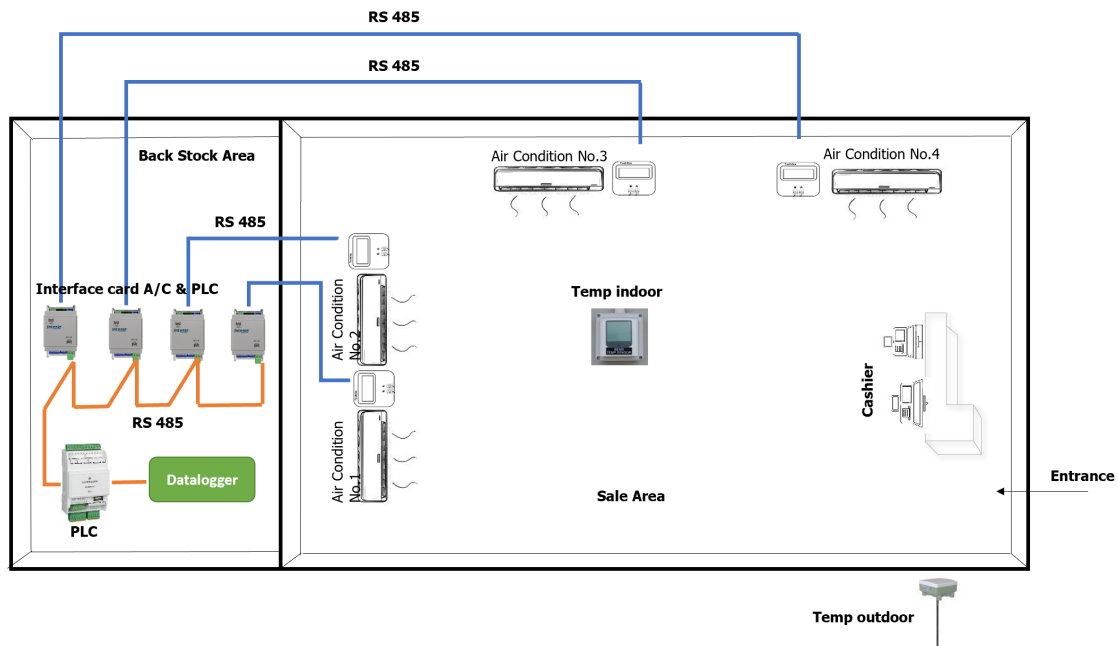 RS 485
RS 485
Back Stock Area
Air Condition No.3
Air Condition No.4
RS 485
Interface card A/C & PLC
Temp indoor
Air Condition
No.2
TEMP SENSOR
Cashier
RS 485
Air Condition
No.1
Datalogger
Sale Area
Entrance
PLC
Temp outdoor